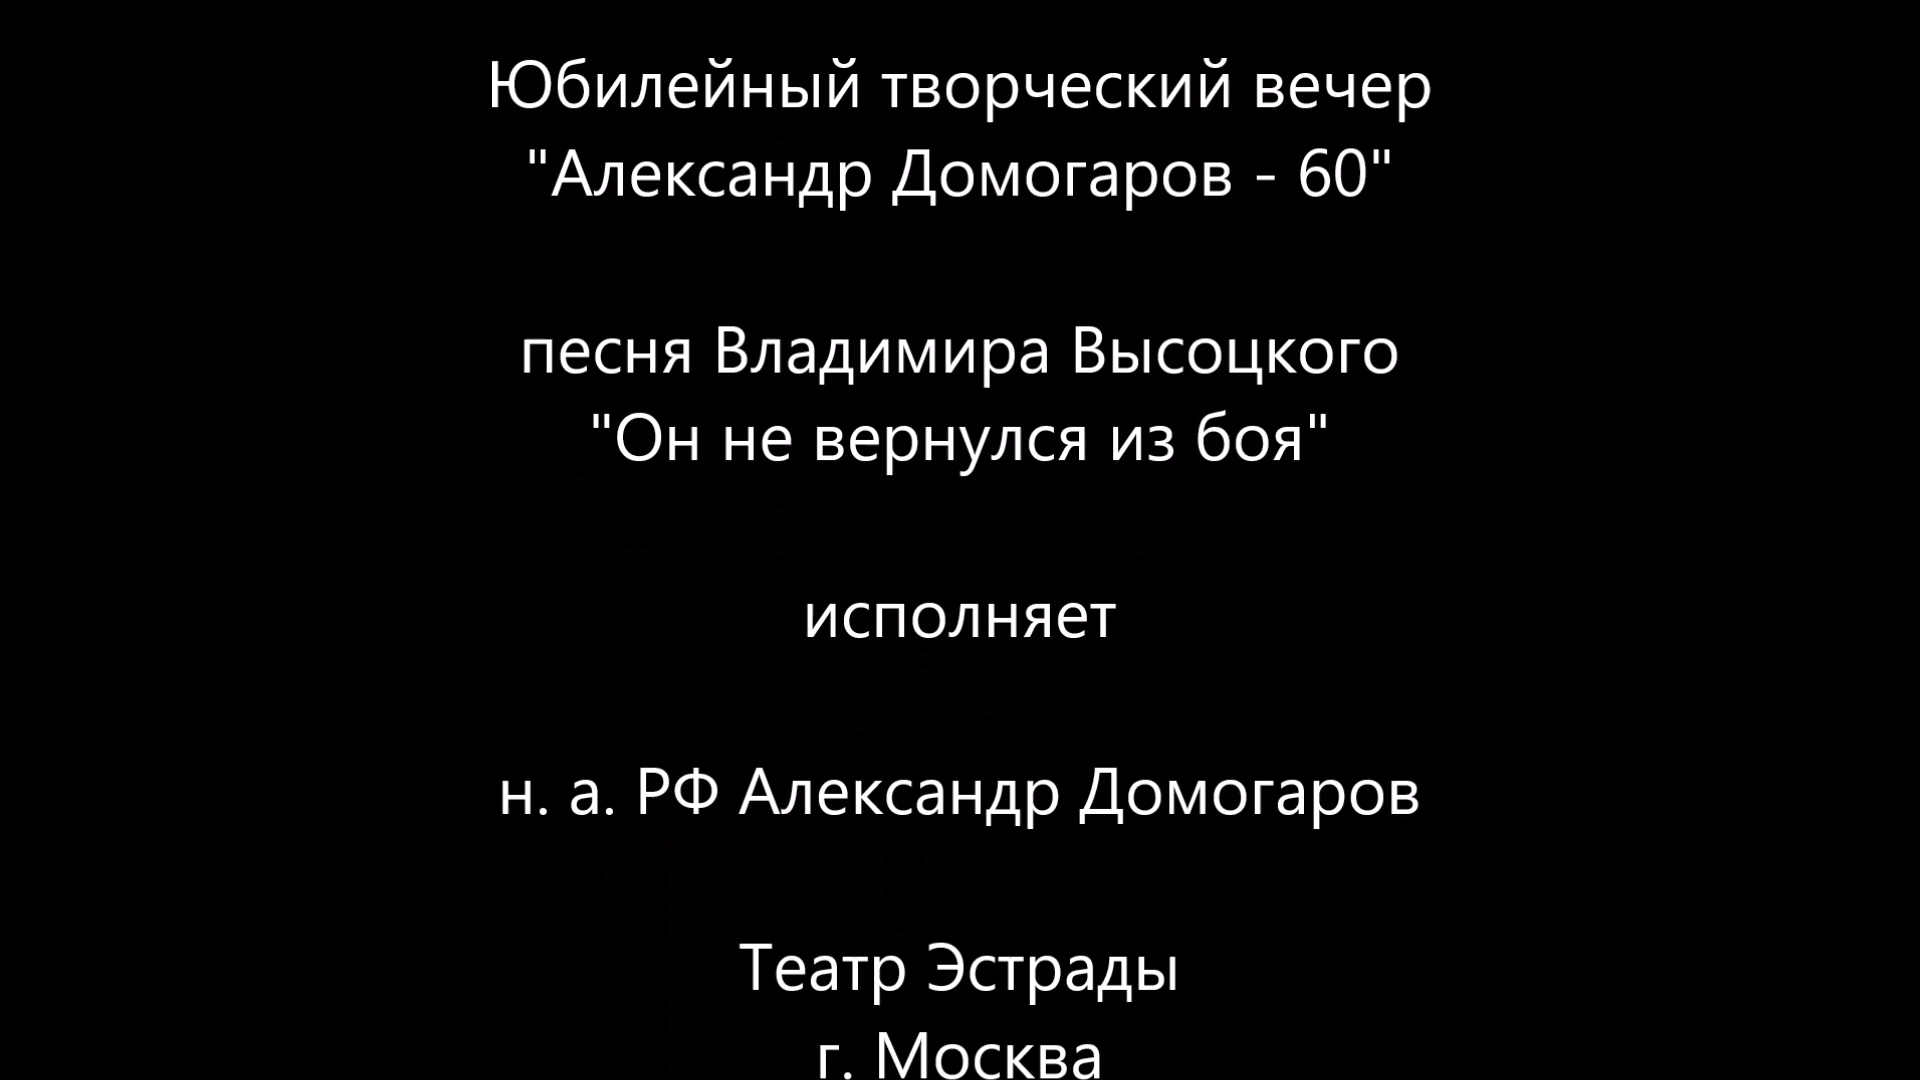 Юбилейный творческий вечер
"Александр Домогаров - 60"
песня Владимира Высоцкого
"Он не вернулся из боя"
исполняет
н. а. РФ Александр Домогаров
Театр Эстрады
г. Москва